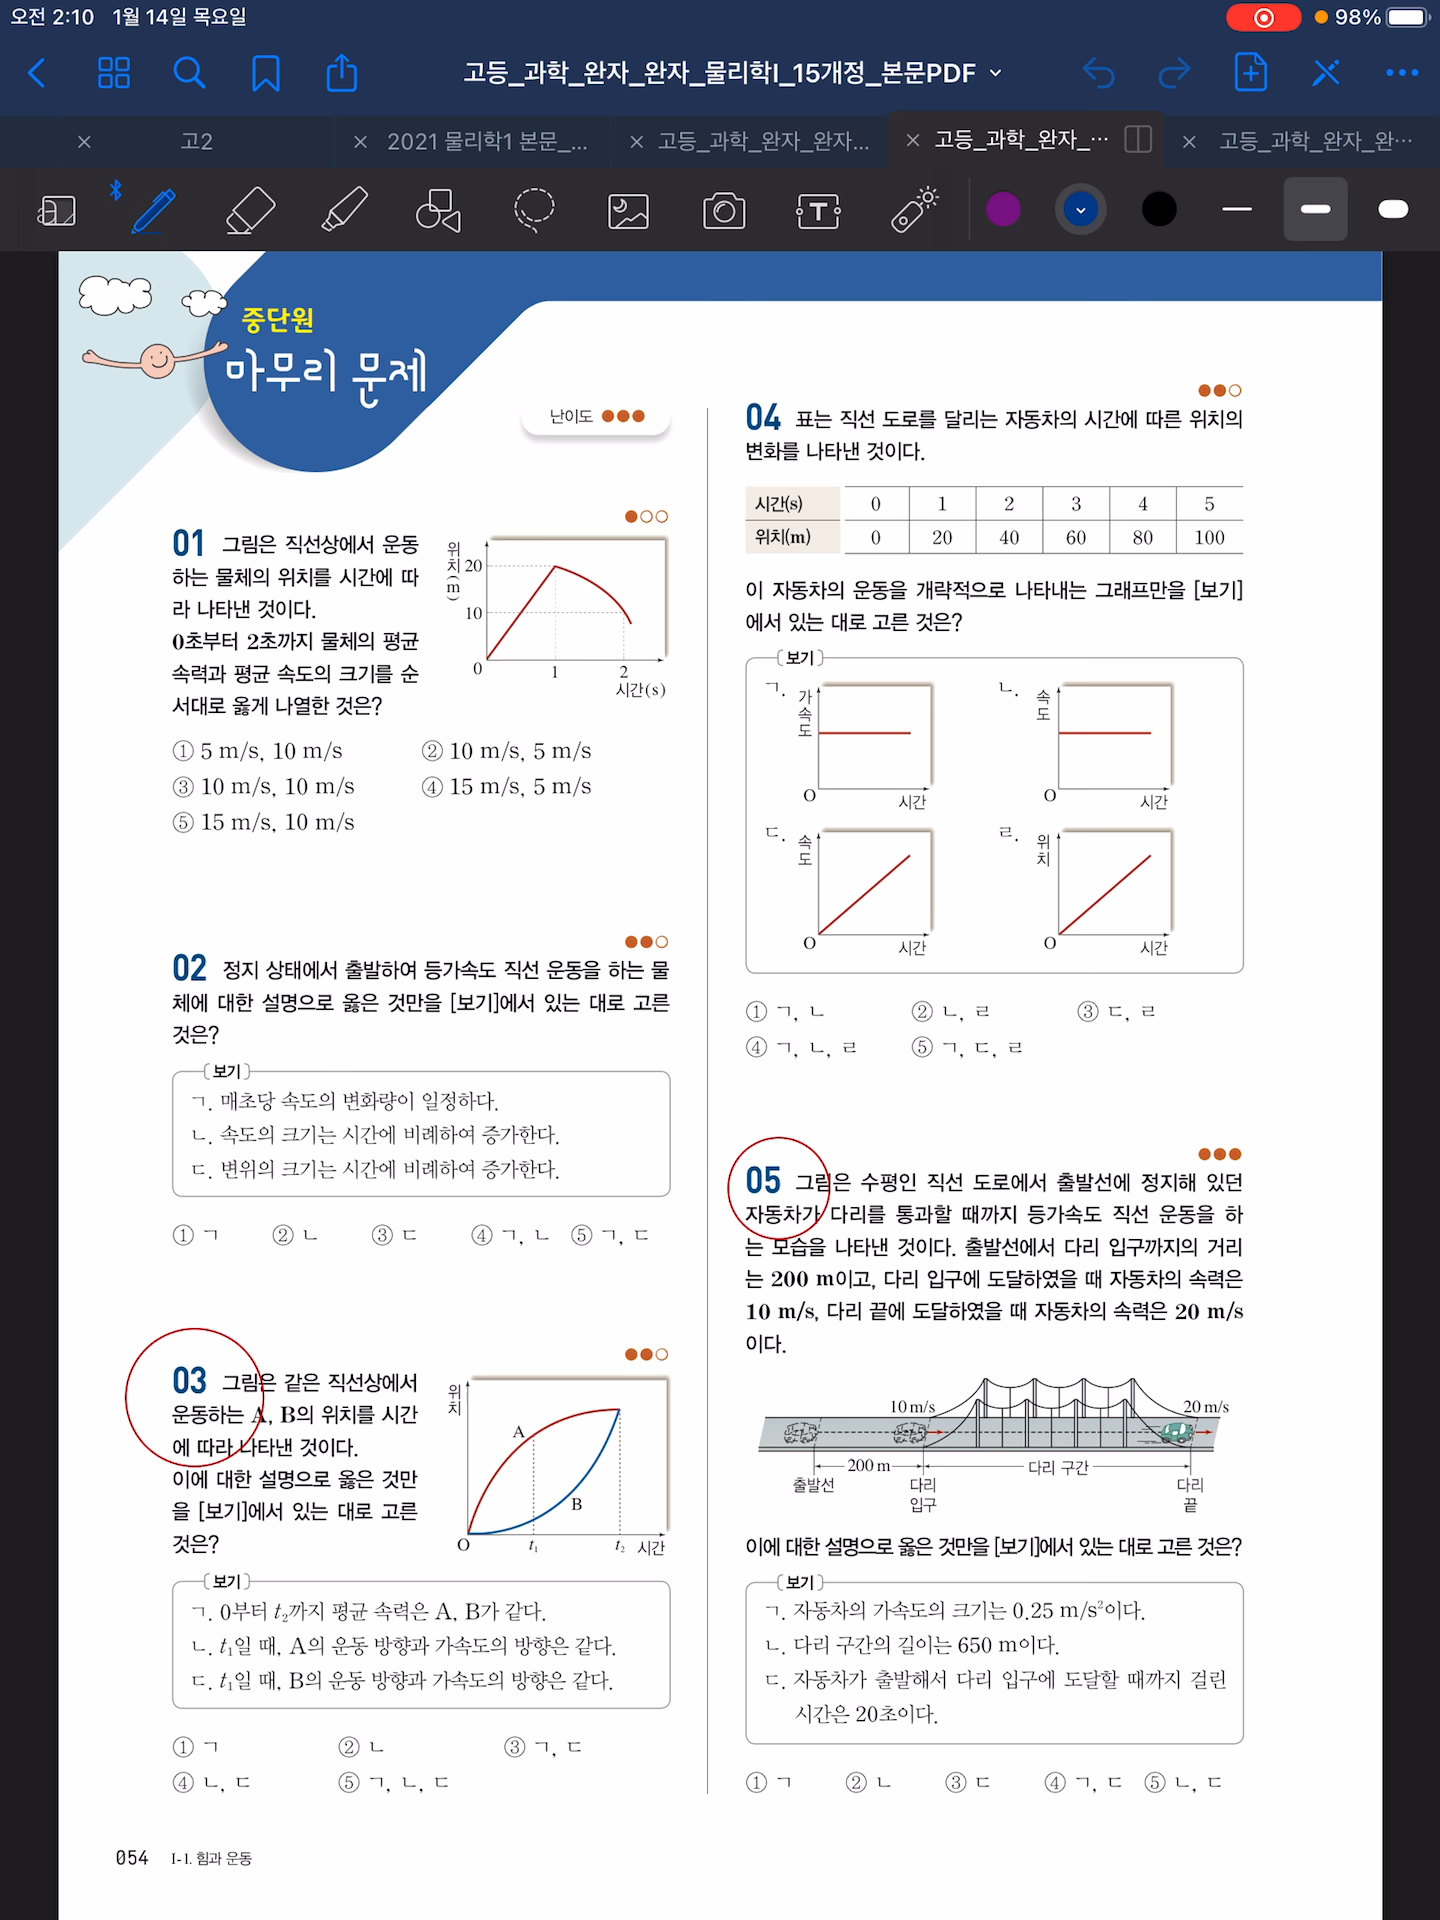 오전 2:10 1월 14일 목요일
98%
고등_과학_완자_완자_물리학I_15개정_본문PDF
고2
2021 물리학1 본문_...
고등_과학_완자_완자...
고등_과학_완자_...
고등_과학_완자_완...
중단원
마무리 문제
난이도
01 그림은 직선상에서 운동
하는 물체의 위치를 시간에 따
라 나타낸 것이다.
0초부터 2초까지 물체의 평균
속력과 평균 속도의 크기를 순
서대로 옳게 나열한 것은?
위치(m)
20
10
0
1
2
시간(s)
① 5 m/s, 10 m/s
② 10 m/s, 5 m/s
③ 10 m/s, 10 m/s
④ 15 m/s, 5 m/s
⑤ 15 m/s, 10 m/s
02 정지 상태에서 출발하여 등가속도 직선 운동을 하는 물
체에 대한 설명으로 옳은 것만을 [보기]에서 있는 대로 고른
것은?
보기
ㄱ. 매초당 속도의 변화량이 일정하다.
ㄴ. 속도의 크기는 시간에 비례하여 증가한다.
ㄷ. 변위의 크기는 시간에 비례하여 증가한다.
① ㄱ ② ㄴ ③ ㄷ ④ ㄱ, ㄴ ⑤ ㄱ, ㄷ
03 그림은 같은 직선상에서
운동하는 A, B의 위치를 시간
에 따라 나타낸 것이다.
이에 대한 설명으로 옳은 것만
을 [보기]에서 있는 대로 고른
것은?
위치
A
B
O
t₁
t₂
시간
보기
ㄱ. 0부터 t₂까지 평균 속력은 A, B가 같다.
ㄴ. t₁일 때, A의 운동 방향과 가속도의 방향은 같다.
ㄷ. t₁일 때, B의 운동 방향과 가속도의 방향은 같다.
① ㄱ ② ㄴ ③ ㄱ, ㄷ
④ ㄴ, ㄷ ⑤ ㄱ, ㄴ, ㄷ
054 I-1. 힘과 운동
04 표는 직선 도로를 달리는 자동차의 시간에 따른 위치의
변화를 나타낸 것이다.
시간(s) 0 1 2 3 4 5
위치(m) 0 20 40 60 80 100
이 자동차의 운동을 개략적으로 나타내는 그래프만을 [보기]
에서 있는 대로 고른 것은?
보기
ㄱ. 가속도 O 시간
ㄴ. 속도 O 시간
ㄷ. 속도 O 시간
ㄹ. 위치 O 시간
① ㄱ, ㄴ ② ㄴ, ㄹ ③ ㄷ, ㄹ
④ ㄱ, ㄴ, ㄹ ⑤ ㄱ, ㄷ, ㄹ
05 그림은 수평인 직선 도로에서 출발선에 정지해 있던
자동차가 다리를 통과할 때까지 등가속도 직선 운동을 하
는 모습을 나타낸 것이다. 출발선에서 다리 입구까지의 거리
는 200 m이고, 다리 입구에 도달하였을 때 자동차의 속력은
10 m/s, 다리 끝에 도달하였을 때 자동차의 속력은 20 m/s
이다.
10 m/s
20 m/s
200 m
다리 구간
출발선
다리
입구
다리
끝
이에 대한 설명으로 옳은 것만을 [보기]에서 있는 대로 고른 것은?
보기
ㄱ. 자동차의 가속도의 크기는 0.25 m/s²이다.
ㄴ. 다리 구간의 길이는 650 m이다.
ㄷ. 자동차가 출발해서 다리 입구에 도달할 때까지 걸린
시간은 20초이다.
① ㄱ ② ㄴ ③ ㄷ ④ ㄱ, ㄷ ⑤ ㄴ, ㄷ